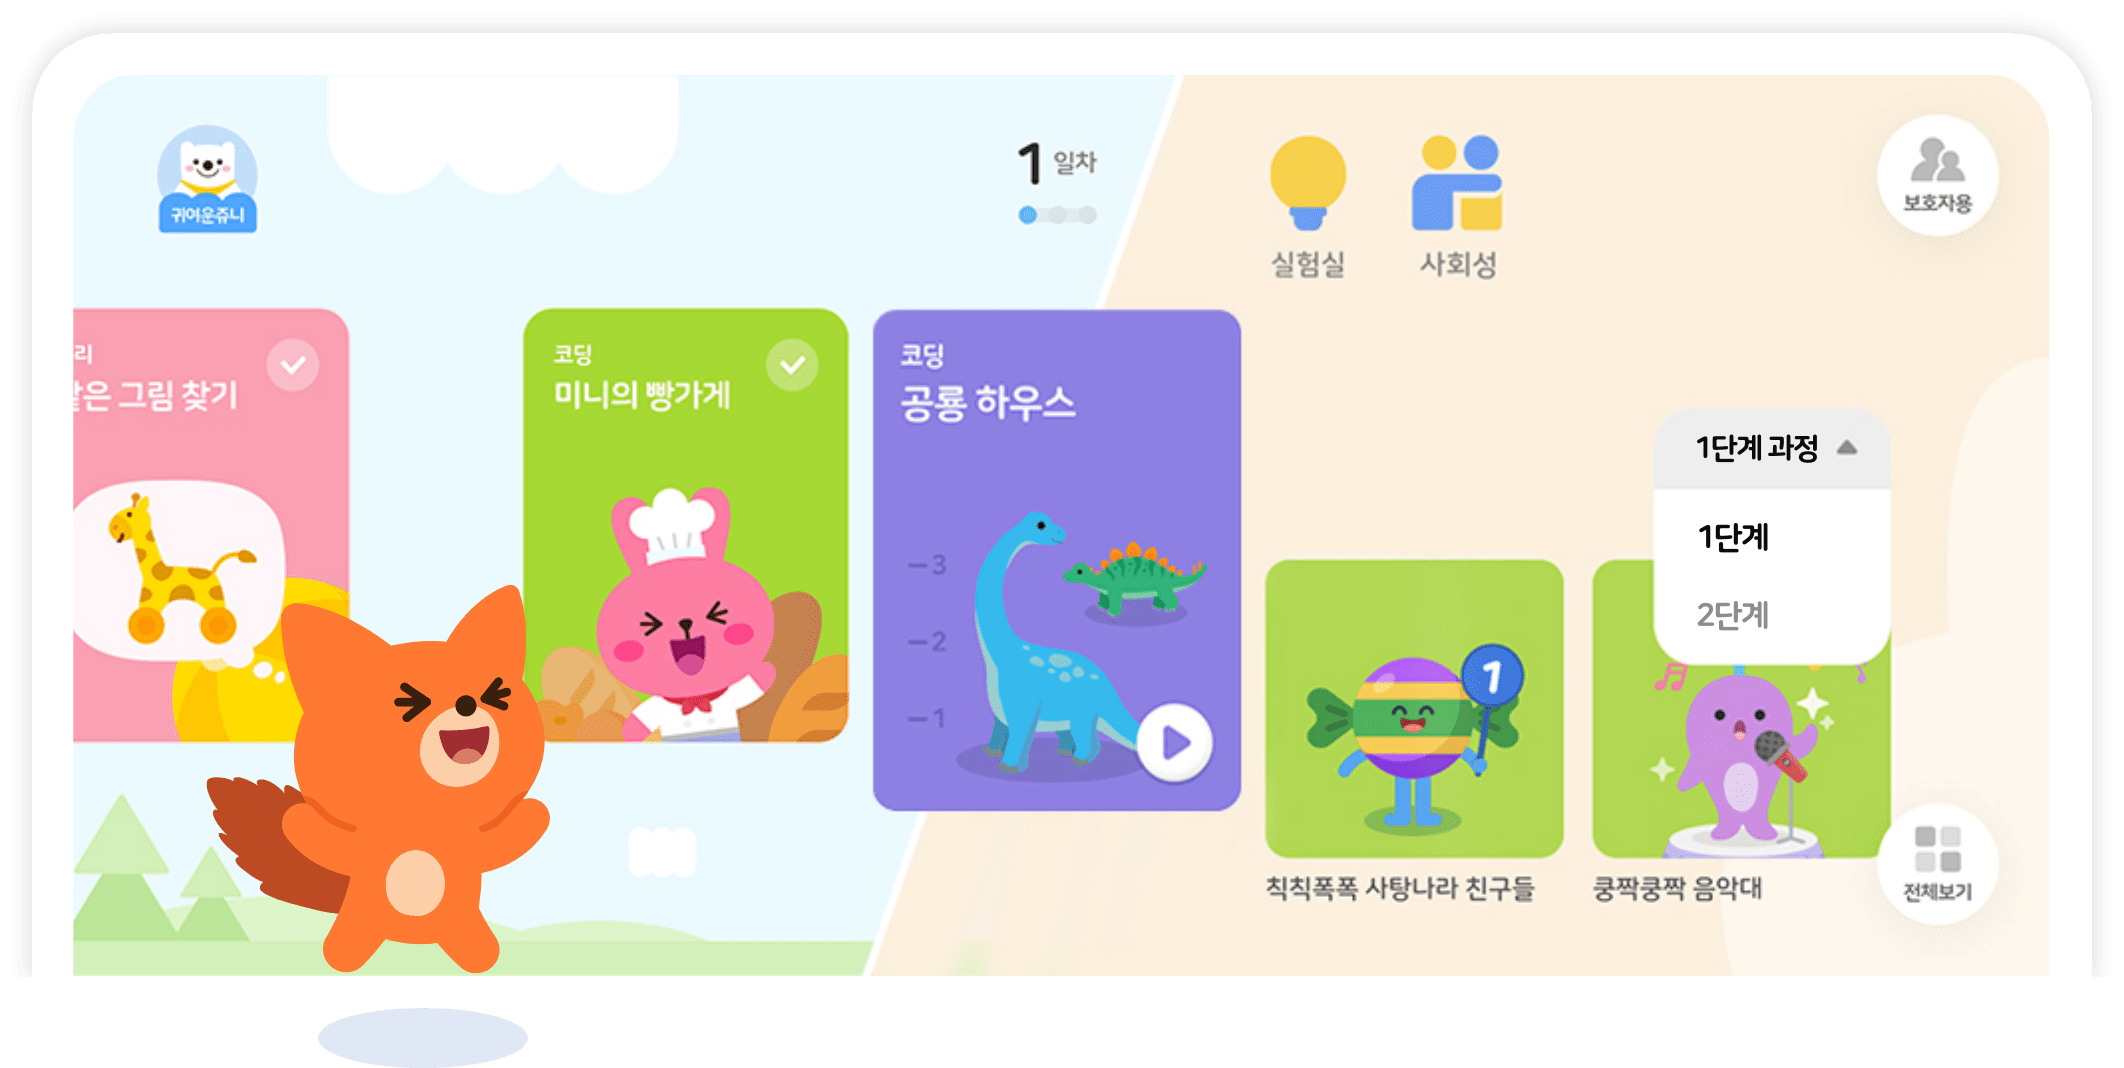 귀여운쥬니
1 일차
실험실
사회성
보호자용
리
같은 그림 찾기
코딩
미니의 빵가게
코딩
공룡 하우스
3
2
1
1단계 과정
1단계
2단계
1
칙칙폭폭 사탕나라 친구들
쿵짝쿵짝 음악대
전체보기